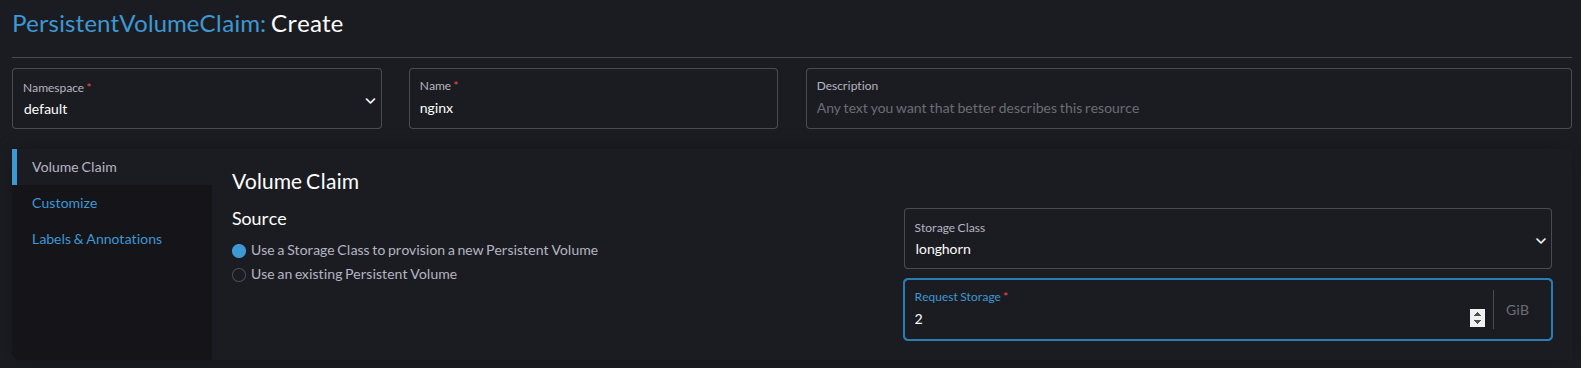 PersistentVolumeClaim: Create
Namespace *
default
Name *
nginx
Description
Any text you want that better describes this resource
Volume Claim
Customize
Labels & Annotations
Volume Claim
Source
Use a Storage Class to provision a new Persistent Volume
Use an existing Persistent Volume
Storage Class
longhorn
Request Storage *
2
GiB